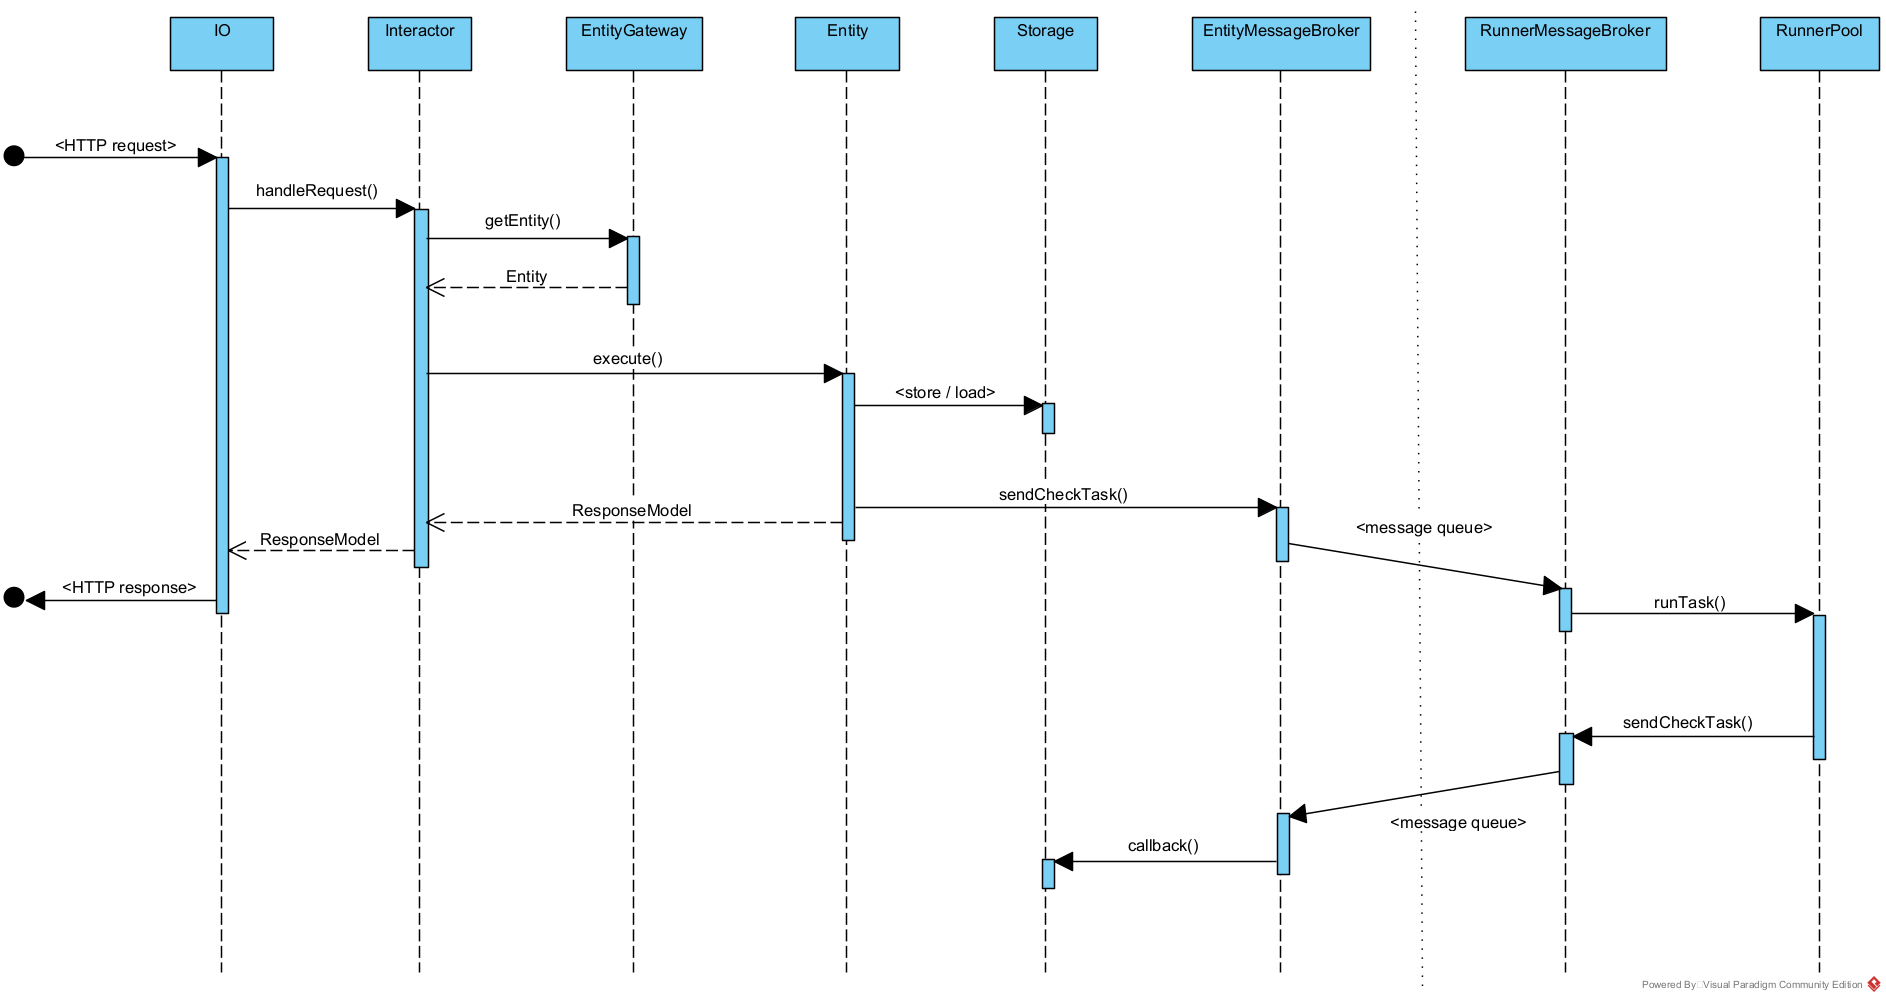 IO
Interactor
EntityGateway
Entity
Storage
EntityMessageBroker
RunnerMessageBroker
RunnerPool
<HTTP request>
handleRequest()
getEntity()
Entity
execute()
<store / load>
sendCheckTask()
ResponseModel
<message queue>
ResponseModel
<HTTP response>
runTask()
sendCheckTask()
<message queue>
callback()
Powered By Visual Paradigm Community Edition